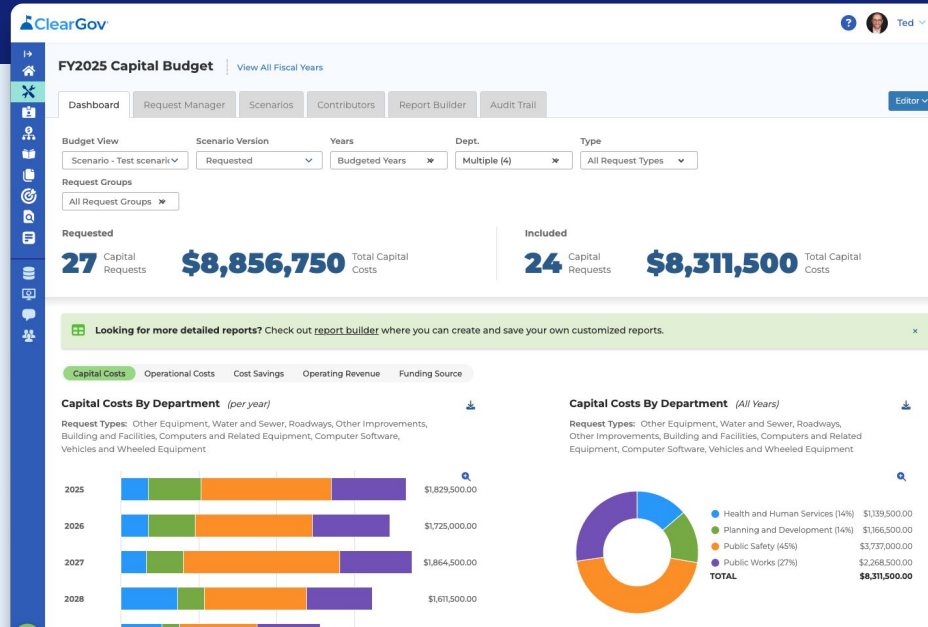 ClearGov
?
Ted
FY2025 Capital Budget
View All Fiscal Years
Dashboard
Request Manager
Scenarios
Contributors
Report Builder
Audit Trail
Editor
Budget View
Scenario Version
Years
Dept.
Type
Scenario - Test scenario
Requested
Budgeted Years
Multiple (4)
All Request Types
Request Groups
All Request Groups
Requested
27 Capital Requests
$8,856,750 Total Capital Costs
Included
24 Capital Requests
$8,311,500 Total Capital Costs
Looking for more detailed reports? Check out report builder where you can create and save your own customized reports.
×
Capital Costs
Operational Costs
Cost Savings
Operating Revenue
Funding Source
Capital Costs By Department (per year)
Request Types: Other Equipment, Water and Sewer, Roadways, Other Improvements,
Building and Facilities, Computers and Related Equipment, Computer Software,
Vehicles and Wheeled Equipment
2025 $1,829,500.00
2026 $1,725,000.00
2027 $1,864,500.00
2028 $1,611,500.00
Capital Costs By Department (All Years)
Request Types: Other Equipment, Water and Sewer, Roadways,
Other Improvements, Building and Facilities, Computers and Related
Equipment, Computer Software, Vehicles and Wheeled Equipment
Health and Human Services (14%) $1,139,500.00
Planning and Development (14%) $1,166,500.00
Public Safety (45%) $3,737,000.00
Public Works (27%) $2,268,500.00
TOTAL $8,311,500.00